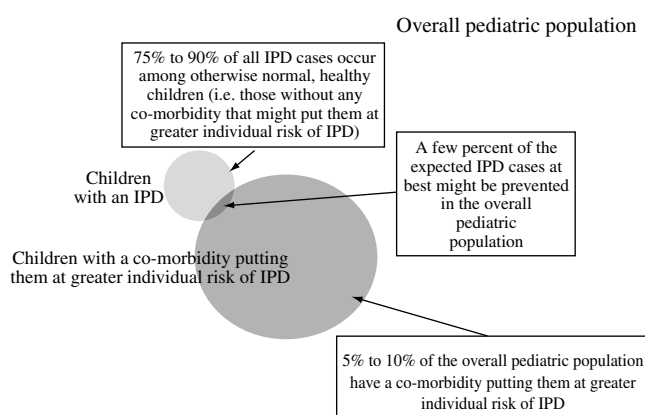 Overall pediatric population
75% to 90% of all IPD cases occur
among otherwise normal, healthy
children (i.e. those without any
co-morbidity that might put them at
greater individual risk of IPD)
A few percent of the
expected IPD cases at
best might be prevented
in the overall
pediatric
population
Children
with an IPD
Children with a co-morbidity putting
them at greater individual risk of IPD
5% to 10% of the overall pediatric population
have a co-morbidity putting them at greater
individual risk of IPD